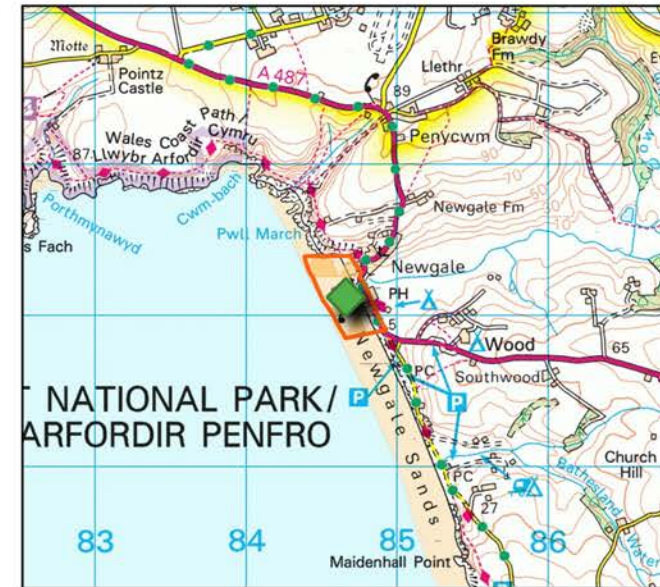 Motte
Pointz
Castle
A 487
89
Llethr
Brawdy
Fm
Penycwm
Wales Coast Path /
Llwybr Arfordir Cymru
87
Porthmynawyd
Cwm-bach
Pwll March
Newgale Fm
s Fach
Newgale
PH
5
Wood
65
Southwood
PC
P
P
Newgale Sands
T NATIONAL PARK/
ARFORDIR PENFRO
PC
Bathesland
Water
Church
Hill
27
83
84
85
86
Maidenhall Point